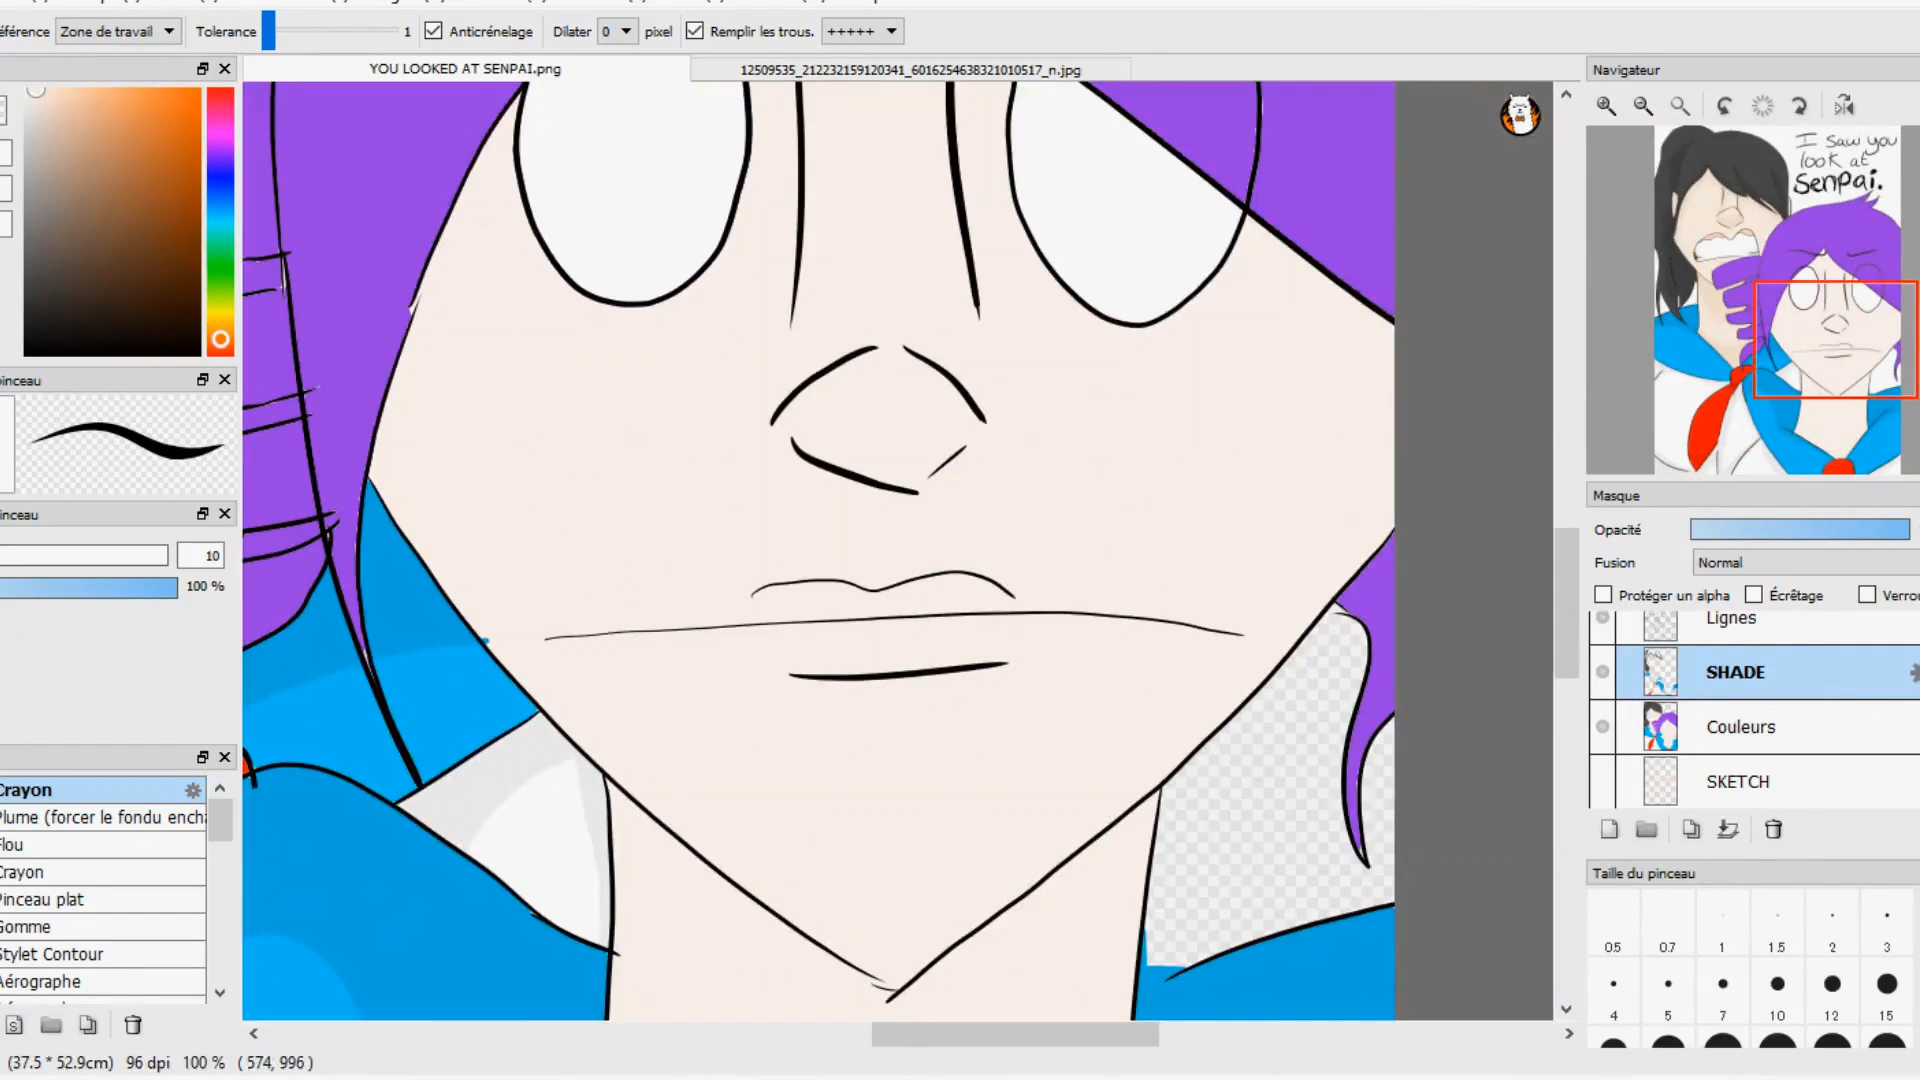 éférence Zone de travail Tolerance 1 Anticrénelage Dilater 0 pixel Remplir les trous. +++++
YOU LOOKED AT SENPAI.png 12509535_212232159120341_6016254638321010517_n.jpg
Navigateur
I saw you
look at
Senpai.
pinceau
inceau
10
100 %
Crayon
Plume (forcer le fondu ench
Flou
Crayon
Pinceau plat
Gomme
Stylet Contour
Aérographe
Masque
Opacité
Fusion Normal
Protéger un alpha Écrêtage Verro
Lignes
SHADE
Couleurs
SKETCH
Taille du pinceau
0.5 0.7 1 1.5 2 3
4 5 7 10 12 15
(37.5 * 52.9cm) 96 dpi 100 % ( 574, 996 )